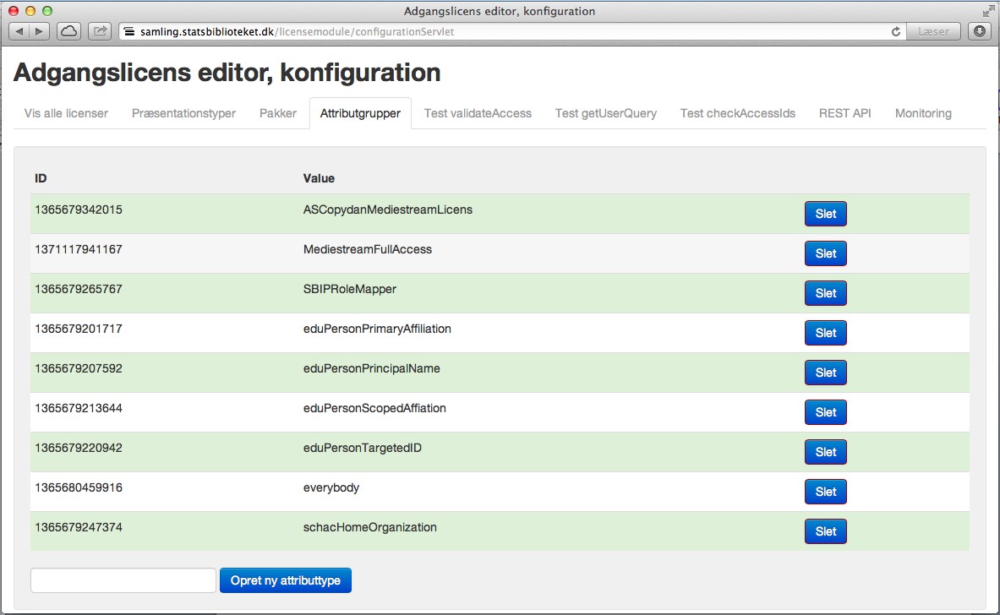 Adgangslicens editor, konfiguration
samling.statsbiblioteket.dk/licensemodule/configurationServlet
Læser
Adgangslicens editor, konfiguration
Vis alle licenser Præsentationstyper Pakker Attributgrupper Test validateAccess Test getUserQuery Test checkAccessIds REST API Monitoring
ID Value
1365679342015 ASCopydanMediestreamLicens Slet
1371117941167 MediestreamFullAccess Slet
1365679265767 SBIPRoleMapper Slet
1365679201717 eduPersonPrimaryAffiliation Slet
1365679207592 eduPersonPrincipalName Slet
1365679213644 eduPersonScopedAffiation Slet
1365679220942 eduPersonTargetedID Slet
1365680459916 everybody Slet
1365679247374 schacHomeOrganization Slet
Opret ny attributtype